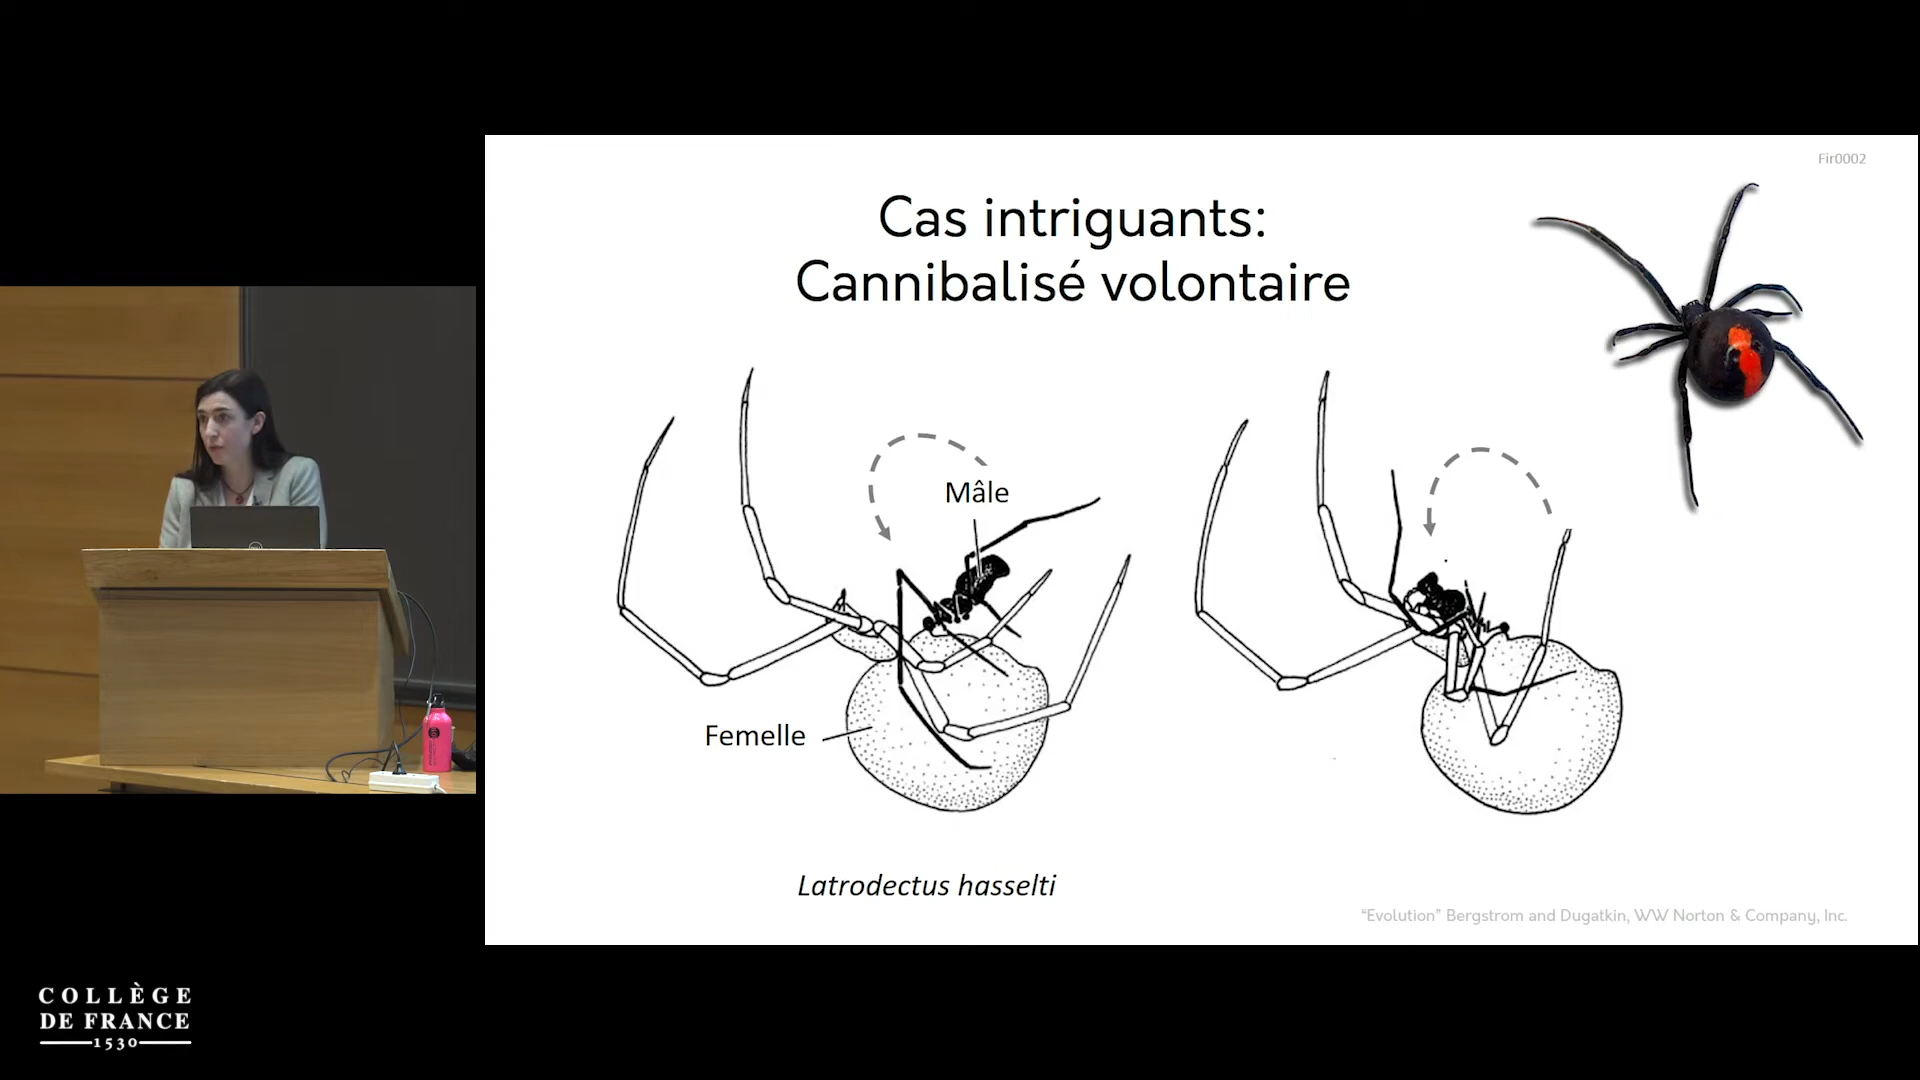 Fir0002
Cas intriguants:
Cannibalisé volontaire
Mâle
Femelle
Latrodectus hasselti
“Evolution” Bergstrom and Dugatkin, WW Norton & Company, Inc.
COLLÈGE
DE FRANCE
1530